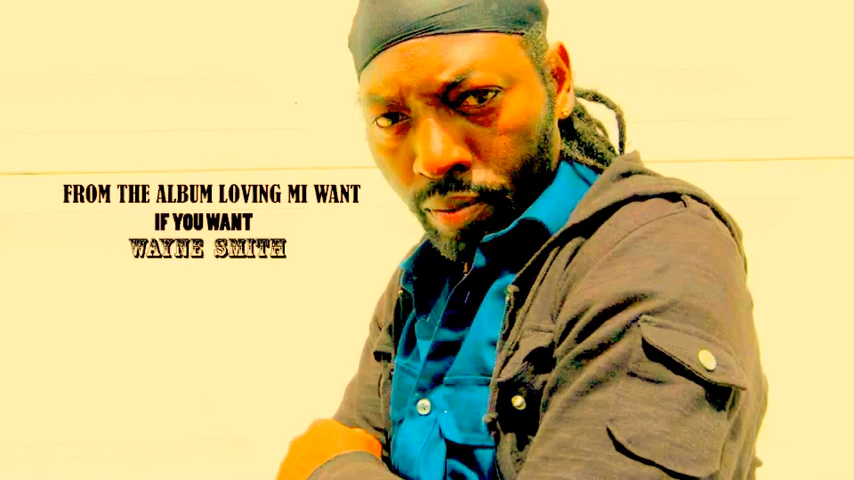 FROM THE ALBUM LOVING MI WANT
IF YOU WANT
WAYNE SMITH